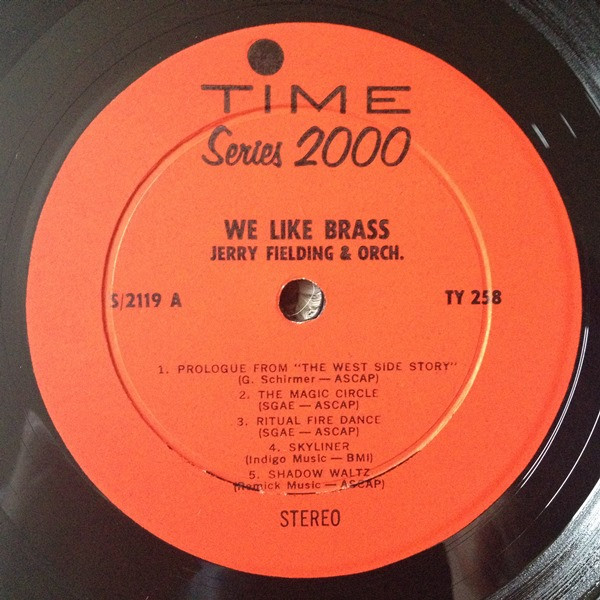 TIME
Series 2000
WE LIKE BRASS
JERRY FIELDING & ORCH.
S/2119 A
TY 258
1. PROLOGUE FROM "THE WEST SIDE STORY"
(G. Schirmer — ASCAP)
2. THE MAGIC CIRCLE
(SGAE — ASCAP)
3. RITUAL FIRE DANCE
(SGAE — ASCAP)
4. SKYLINER
(Indigo Music — BMI)
5. SHADOW WALTZ
(Remick Music — ASCAP)
STEREO